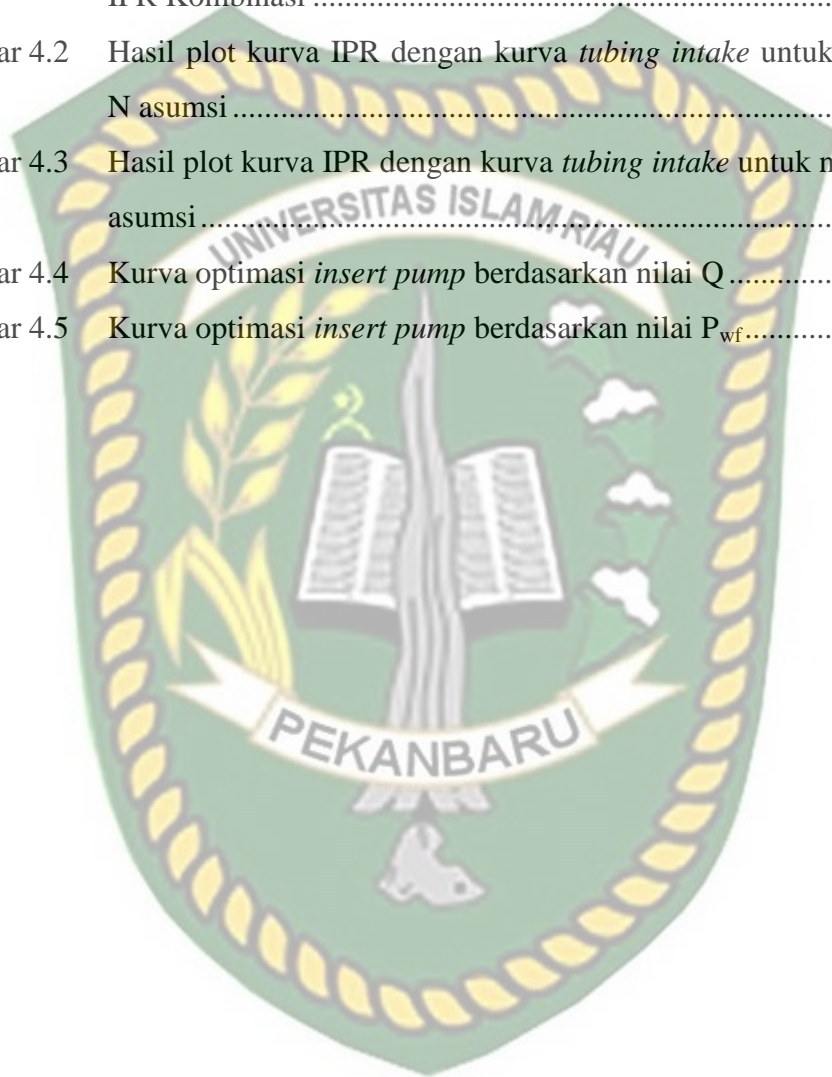 IPR Kombinasi ................................................................
ar 4.2 Hasil plot kurva IPR dengan kurva tubing intake untuk
N asumsi ..........................................................................
ar 4.3 Hasil plot kurva IPR dengan kurva tubing intake untuk n
asumsi ..............................................................................
ar 4.4 Kurva optimasi insert pump berdasarkan nilai Q .............
ar 4.5 Kurva optimasi insert pump berdasarkan nilai Pwf...........
UNIVERSITAS ISLAM RIAU
PEKANBARU